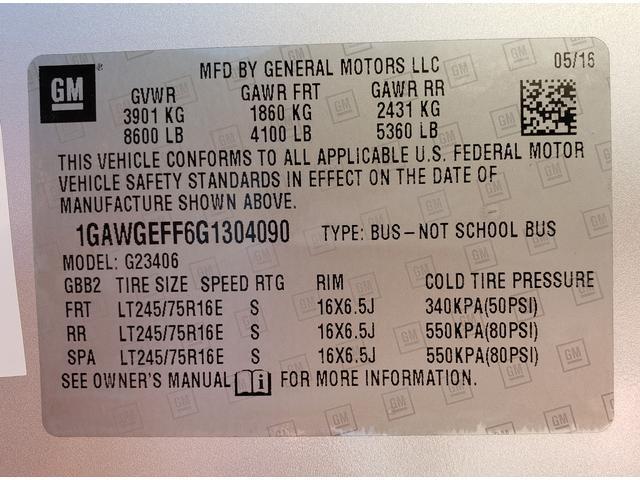 GM
MFD BY GENERAL MOTORS LLC 05/16
GVWR GAWR FRT GAWR RR
3901 KG 1860 KG 2431 KG
8600 LB 4100 LB 5360 LB
THIS VEHICLE CONFORMS TO ALL APPLICABLE U.S. FEDERAL MOTOR
VEHICLE SAFETY STANDARDS IN EFFECT ON THE DATE OF
MANUFACTURE SHOWN ABOVE.
1GAWGEFF6G1304090 TYPE: BUS-NOT SCHOOL BUS
MODEL: G23406
GBB2 TIRE SIZE SPEED RTG RIM COLD TIRE PRESSURE
FRT LT245/75R16E S 16X6.5J 340KPA(50PSI)
RR LT245/75R16E S 16X6.5J 550KPA(80PSI)
SPA LT245/75R16E S 16X6.5J 550KPA(80PSI)
SEE OWNER'S MANUAL FOR MORE INFORMATION.